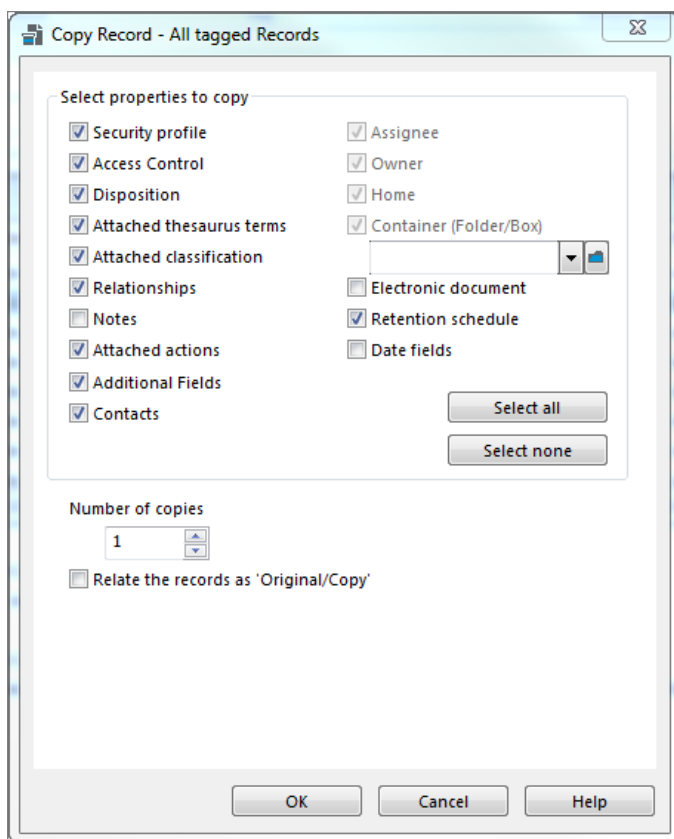 Copy Record - All tagged Records
Select properties to copy
Security profile
Access Control
Disposition
Attached thesaurus terms
Attached classification
Relationships
Notes
Attached actions
Additional Fields
Contacts
Assignee
Owner
Home
Container (Folder/Box)
Electronic document
Retention schedule
Date fields
Select all
Select none
Number of copies
1
Relate the records as 'Original/Copy'
OK
Cancel
Help